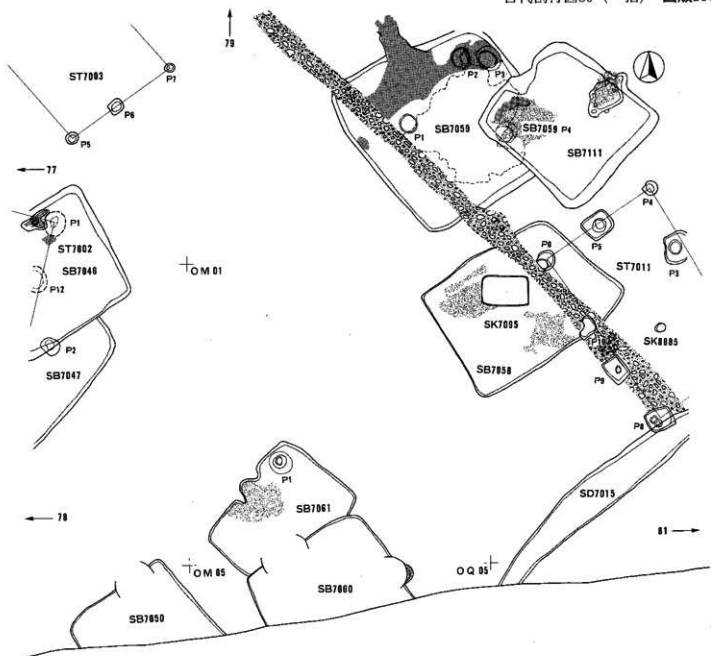 79
ST7003
P7
P6
P5
77
P1
ST7002
SB7046
P12
P2
SB7047
OM 01
P2
P3
P1
SB7059
SB7059
P4
SB7111
P4
P5
P6
ST7011
P3
SK7095
SB7058
SK8885
P9
P8
SD7015
P1
SB7061
78
81
OM 05
OQ 05
SB7050
SB7060